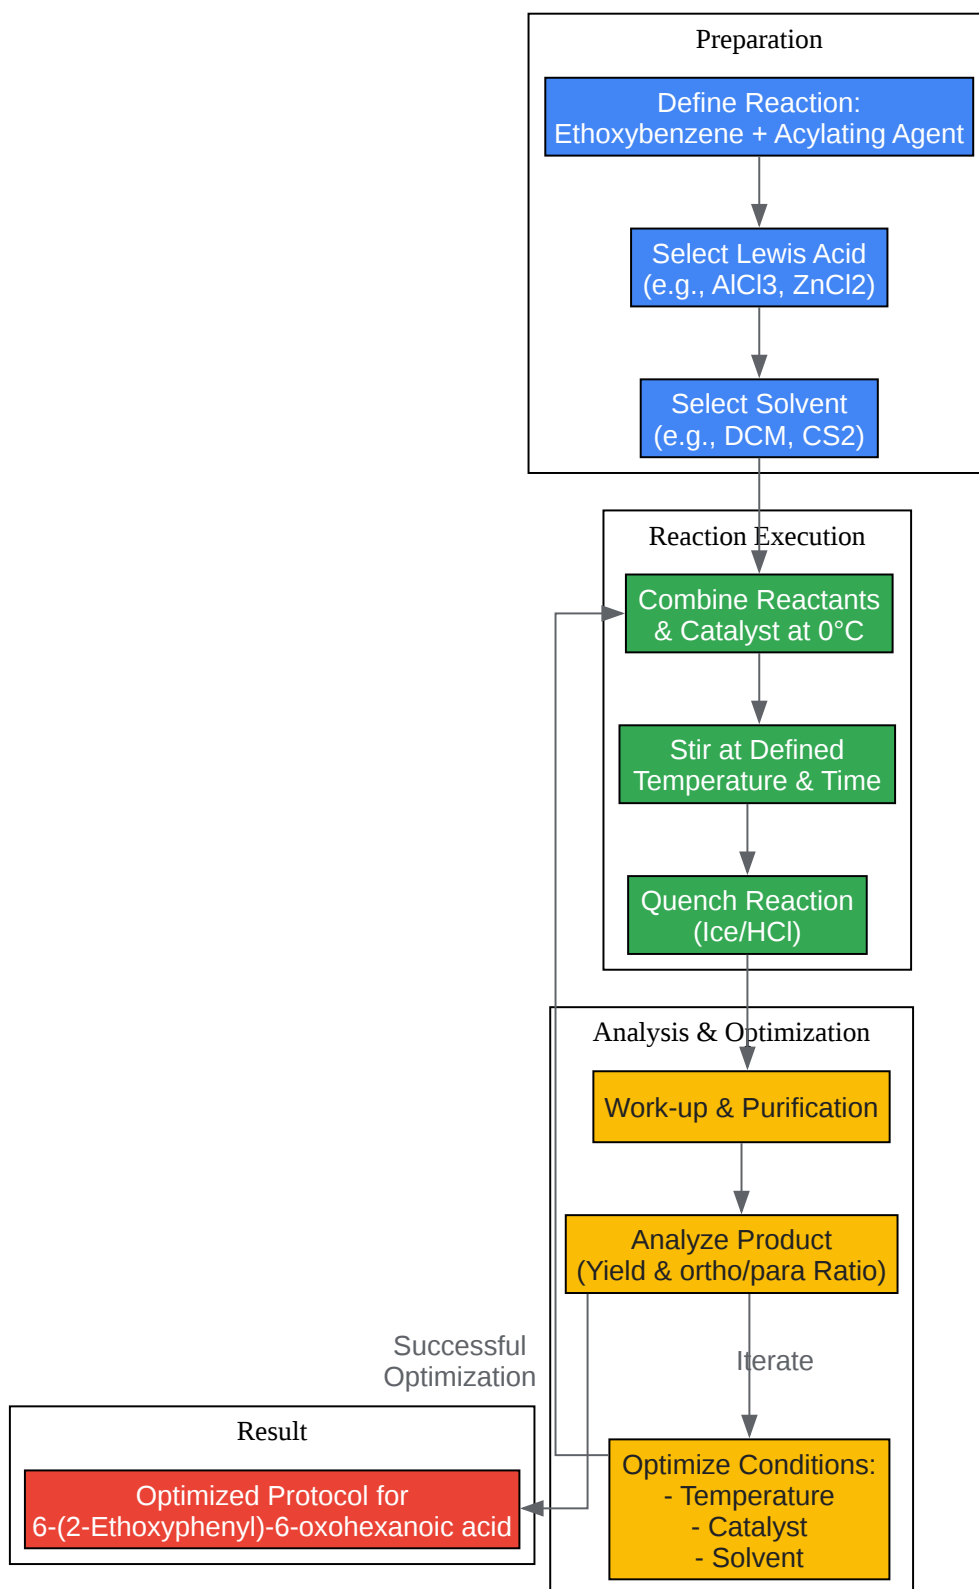 Preparation
Define Reaction:
Ethoxybenzene + Acylating Agent
Select Lewis Acid
(e.g., AlCl3, ZnCl2)
Select Solvent
(e.g., DCM, CS2)
Reaction Execution
Combine Reactants
& Catalyst at 0°C
Stir at Defined
Temperature & Time
Quench Reaction
(Ice/HCl)
Analysis & Optimization
Work-up & Purification
Analyze Product
(Yield & ortho/para Ratio)
Successful
Optimization
Iterate
Result
Optimized Protocol for
6-(2-Ethoxyphenyl)-6-oxohexanoic acid
Optimize Conditions:
- Temperature
- Catalyst
- Solvent